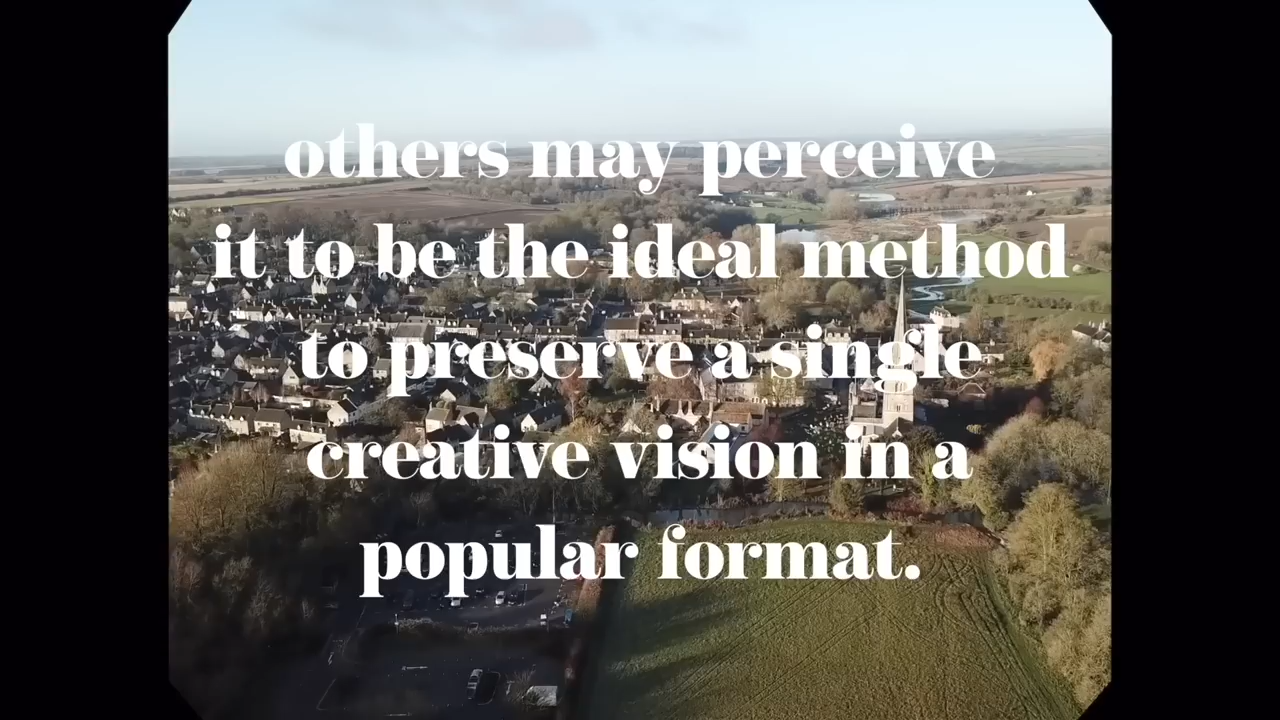 others may perceive
it to be the ideal method
to preserve a single
creative vision in a
popular format.